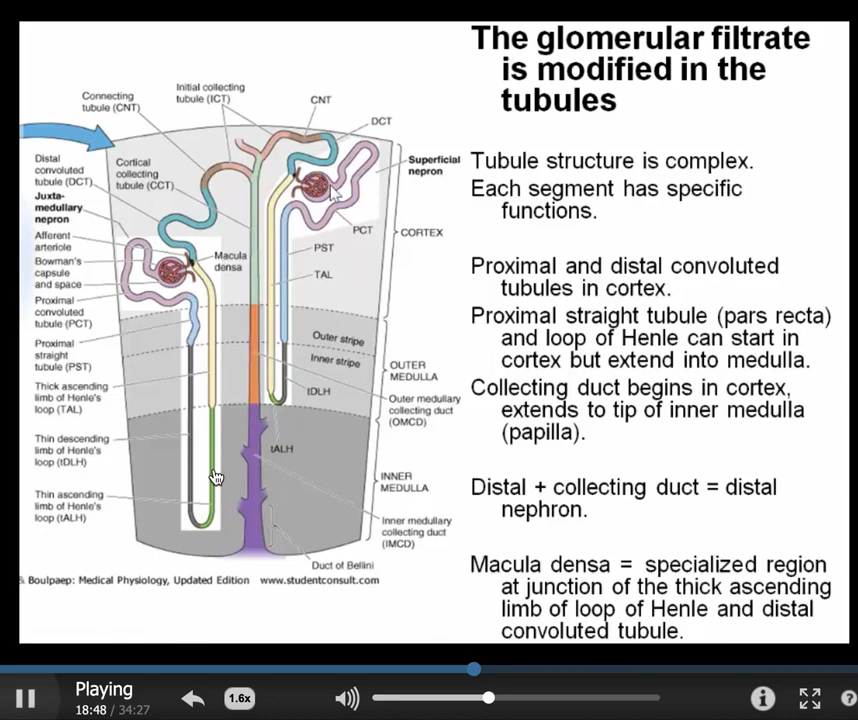 The glomerular filtrate
is modified in the
tubules
Tubule structure is complex.
Each segment has specific
functions.
Proximal and distal convoluted
tubules in cortex.
Proximal straight tubule (pars recta)
and loop of Henle can start in
cortex but extend into medulla.
Collecting duct begins in cortex,
extends to tip of inner medulla
(papilla).
Distal + collecting duct = distal
nephron.
Macula densa = specialized region
at junction of the thick ascending
limb of loop of Henle and distal
convoluted tubule.
Connecting
tubule (CNT)
Initial collecting
tubule (ICT)
CNT
DCT
Distal
convoluted
tubule (DCT)
Cortical
collecting
tubule (CCT)
Superficial
nephron
Juxta-
medullary
nephron
Afferent
arteriole
Bowman's
capsule
and space
Macula
densa
PCT
CORTEX
PST
TAL
Proximal
convoluted
tubule (PCT)
Proximal
straight
tubule (PST)
Outer stripe
Inner stripe
OUTER
MEDULLA
Thick ascending
limb of Henle's
loop (TAL)
tDLH
Outer medullary
collecting duct
(OMCD)
Thin descending
limb of Henle's
loop (tDLH)
tALH
INNER
MEDULLA
Thin ascending
limb of Henle's
loop (tALH)
Inner medullary
collecting duct
(IMCD)
Duct of Bellini
& Boulpaep: Medical Physiology, Updated Edition www.studentconsult.com
Playing
18:48 / 34:27
1.6x